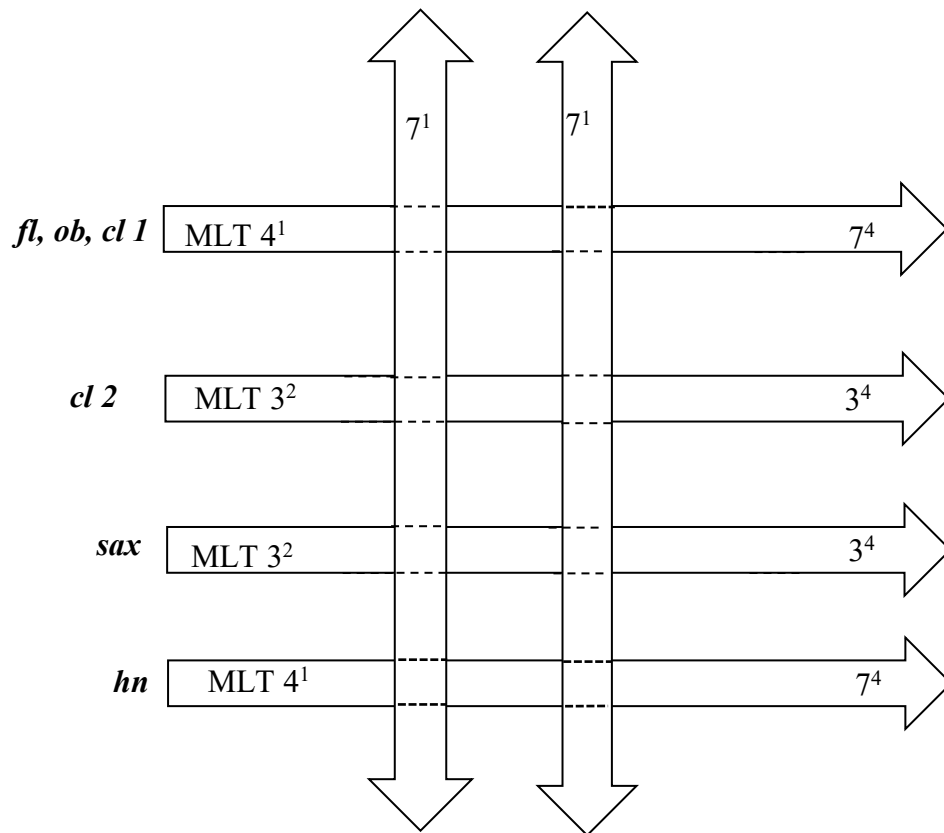 7¹ 7¹
fl, ob, cl 1 MLT 4¹ 7⁴
cl 2 MLT 3² 3⁴
sax MLT 3² 3⁴
hn MLT 4¹ 7⁴